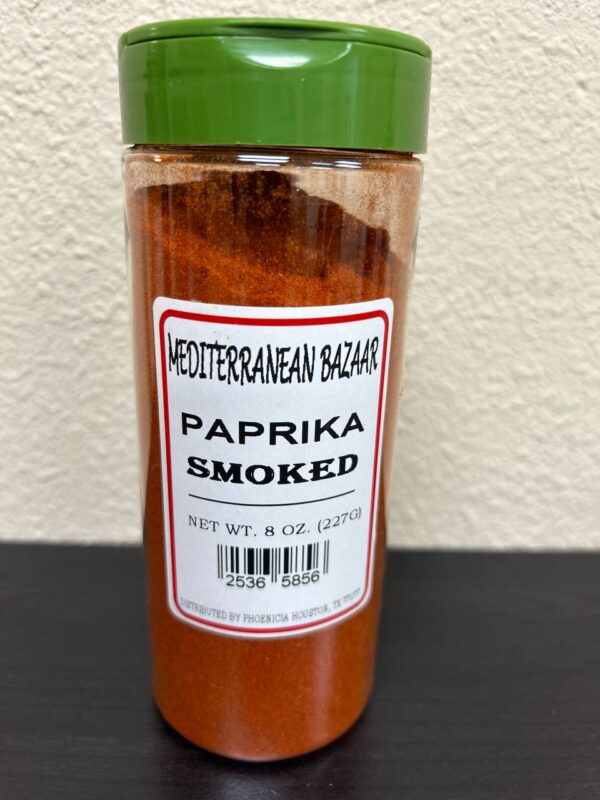 MEDITERRANEAN BAZAAR
PAPRIKA
SMOKED
NET WT. 8 OZ. (227G)
2536 5856
DISTRIBUTED BY PHOENICIA HOUSTON, TX